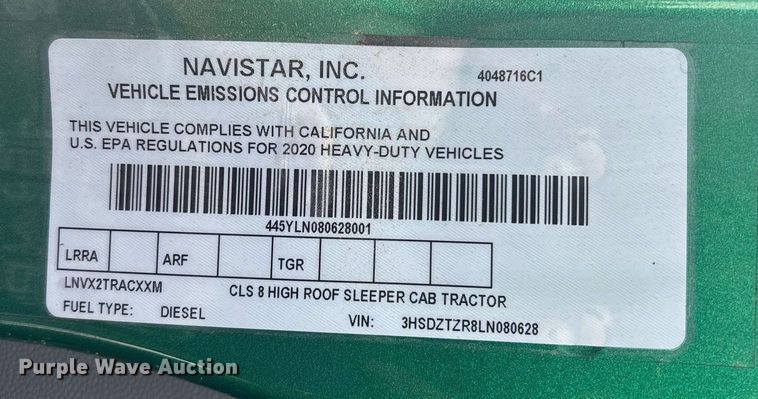 NAVISTAR, INC.
4048716C1
VEHICLE EMISSIONS CONTROL INFORMATION
THIS VEHICLE COMPLIES WITH CALIFORNIA AND
U.S. EPA REGULATIONS FOR 2020 HEAVY-DUTY VEHICLES
445YLN080628001
LRRA ARF TGR
LNVX2TRACXXM CLS 8 HIGH ROOF SLEEPER CAB TRACTOR
FUEL TYPE: DIESEL VIN: 3HSDZTZR8LN080628
Purple Wave Auction